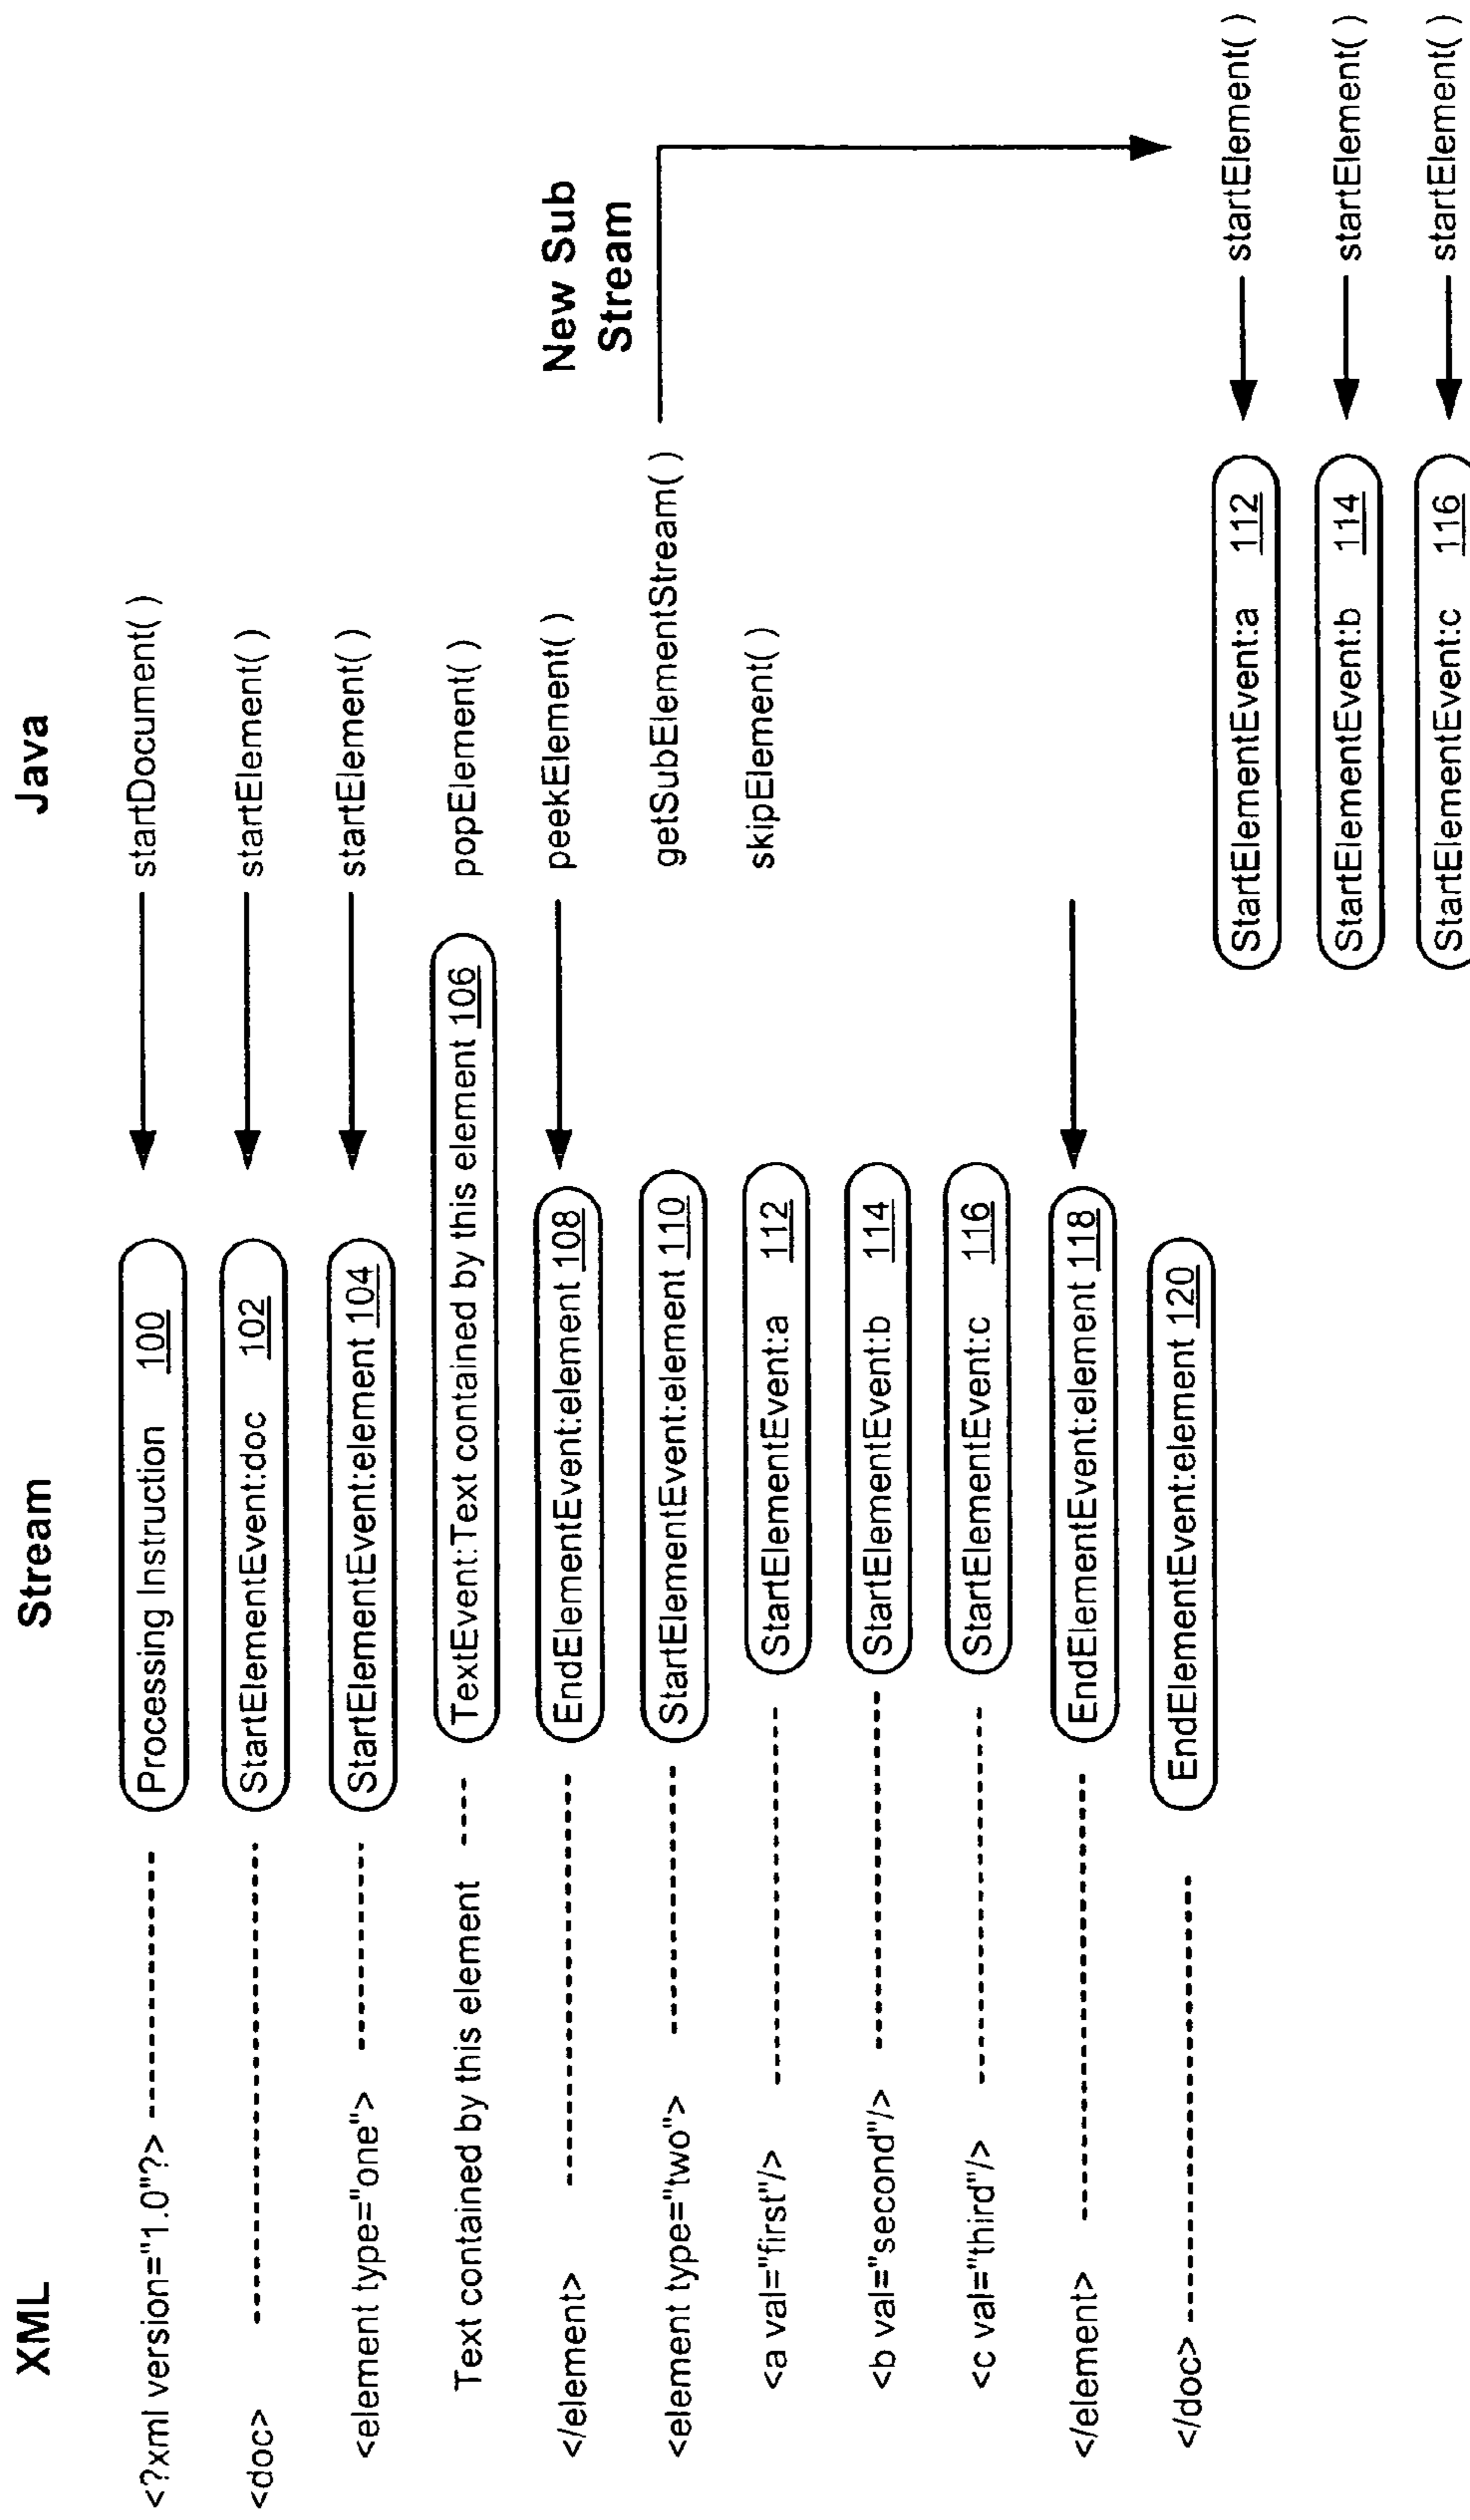 XML Stream Java
<?xml version="1.0"?> Processing Instruction 100 startDocument( )
<doc> StartElementEvent:doc 102 startElement( )
<element type="one"> StartElementEvent:element 104 startElement( )
Text contained by this element TextEvent:Text contained by this element 106 popElement( )
</element> EndElementEvent:element 108 peekElement( )
New Sub
Stream
<element type="two"> StartElementEvent:element 110 getSubElementStream( )
<a val="first"/> StartElementEvent:a 112 skipElement( )
<b val="second"/> StartElementEvent:b 114
<c val="third"/> StartElementEvent:c 116
</element> EndElementEvent:element 118
</doc> EndElementEvent:element 120
StartElementEvent:a 112 startElement( )
StartElementEvent:b 114 startElement( )
StartElementEvent:c 116 startElement( )